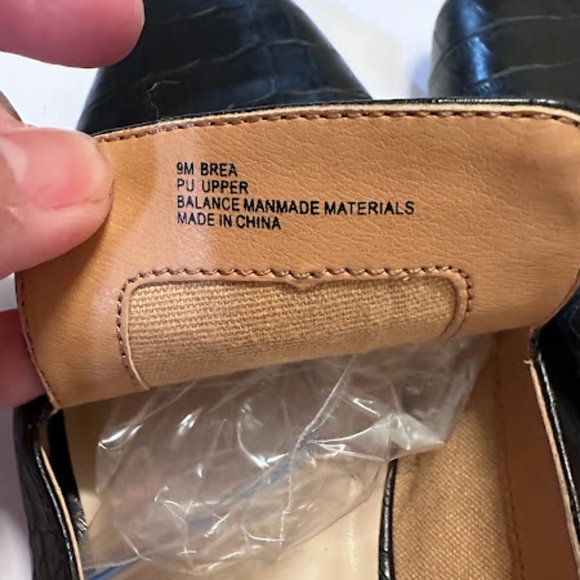 9M BREA
PU UPPER
BALANCE MANMADE MATERIALS
MADE IN CHINA